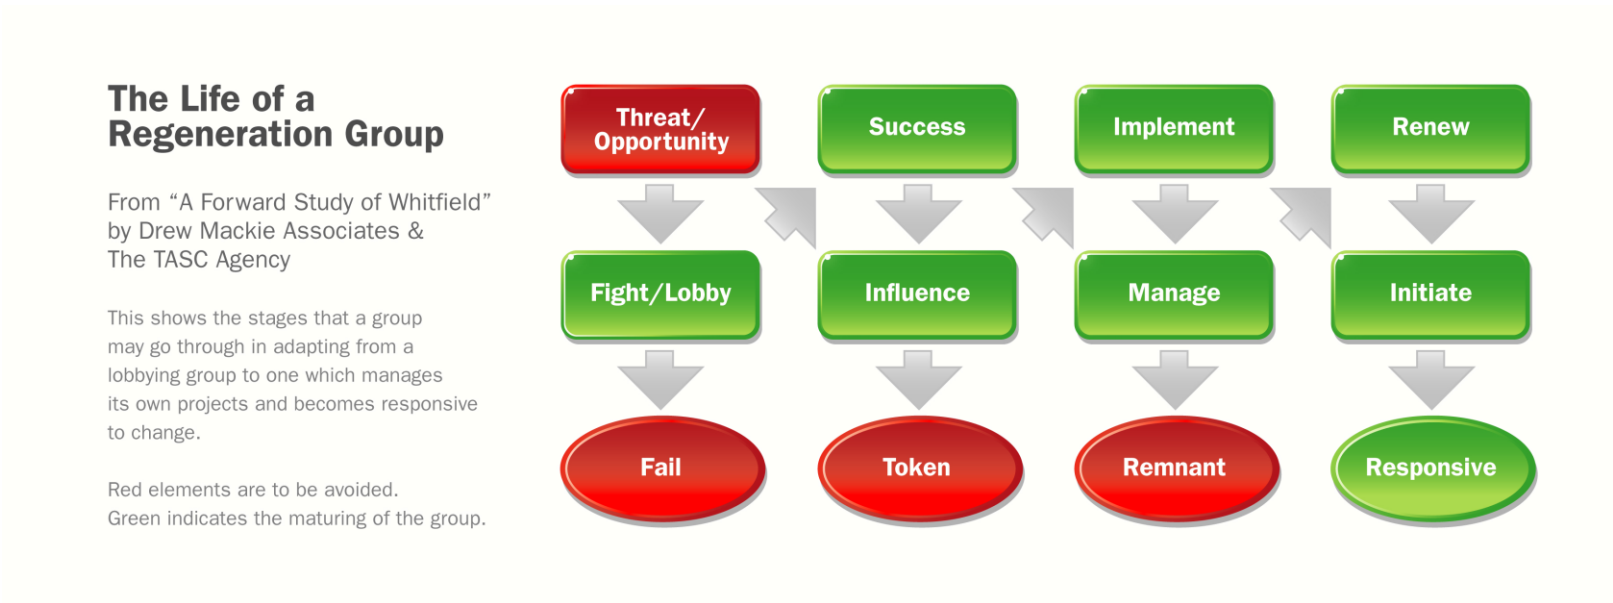 The Life of a
Regeneration Group
From “A Forward Study of Whitfield”
by Drew Mackie Associates &
The TASC Agency
This shows the stages that a group
may go through in adapting from a
lobbying group to one which manages
its own projects and becomes responsive
to change.
Red elements are to be avoided.
Green indicates the maturing of the group.
Threat/
Opportunity
Success
Implement
Renew
Fight/Lobby
Influence
Manage
Initiate
Fail
Token
Remnant
Responsive